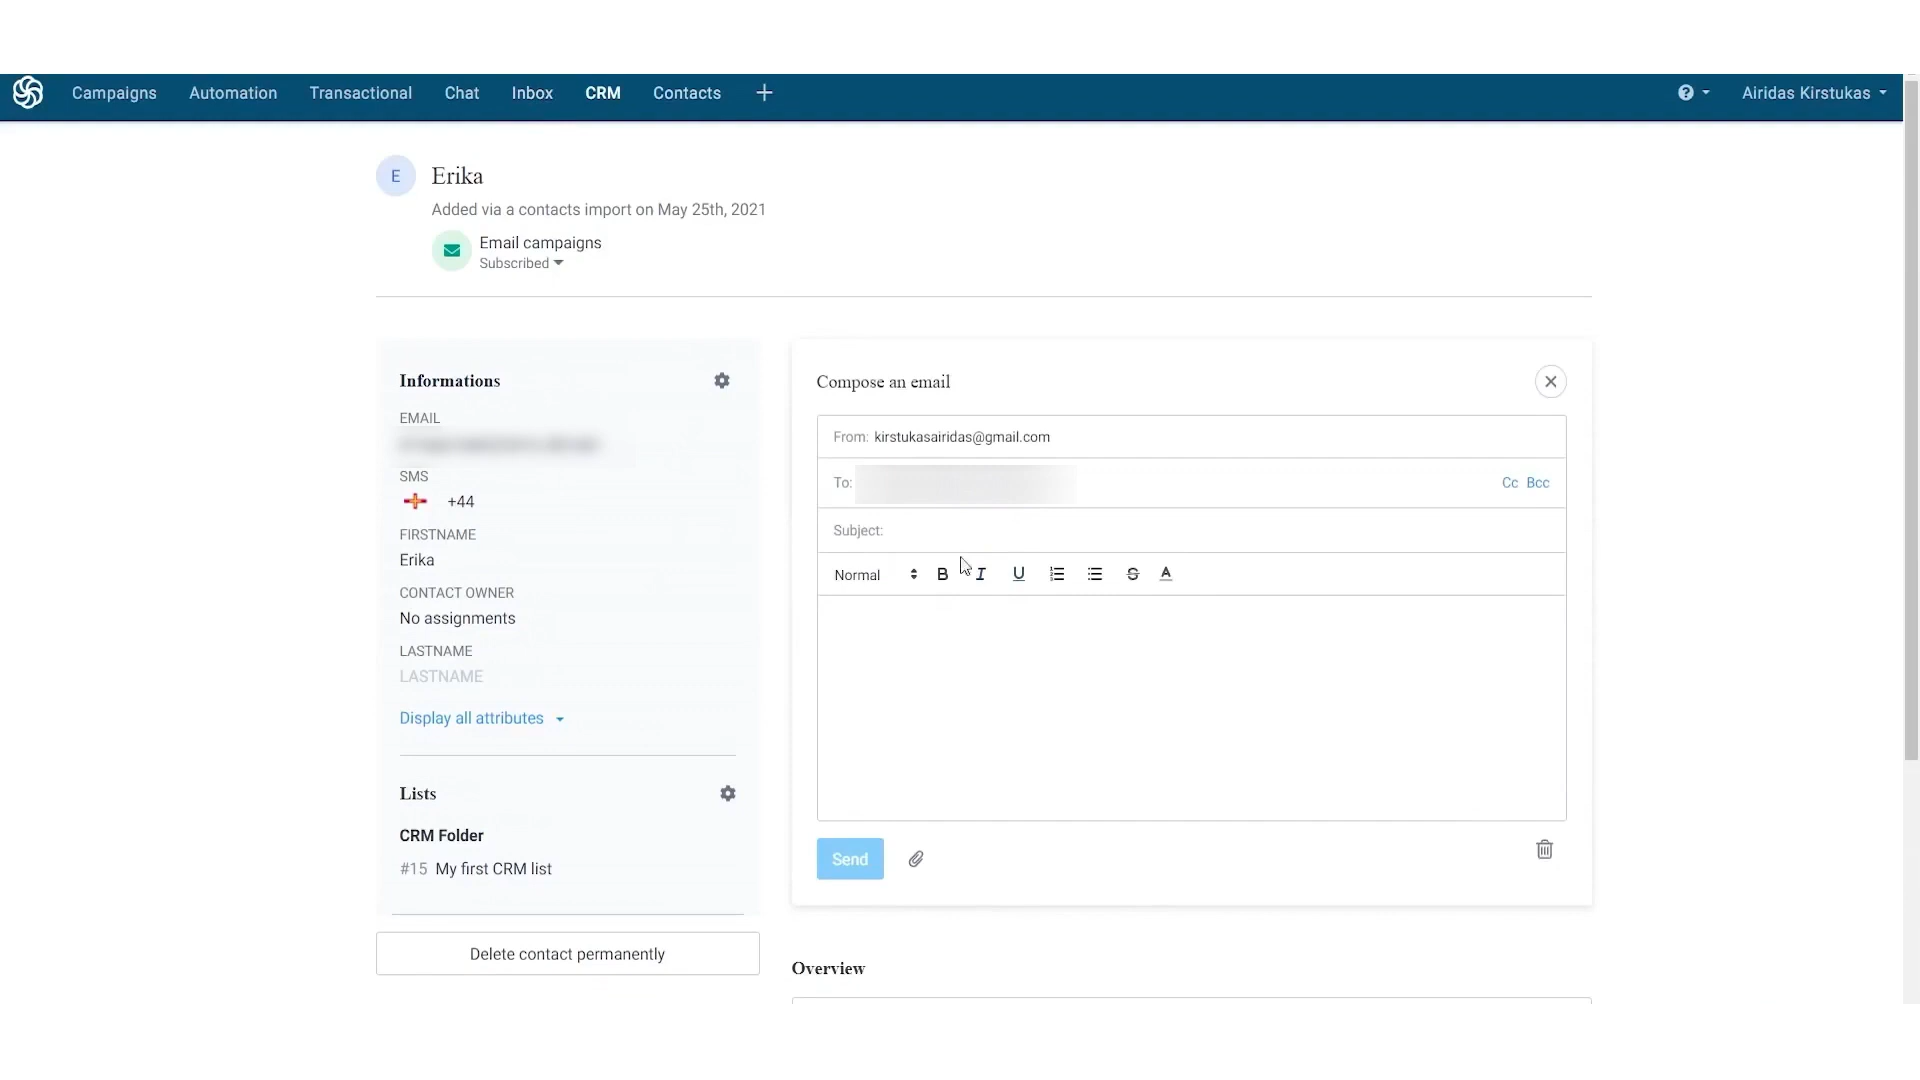 Campaigns Automation Transactional Chat Inbox CRM Contacts + ? Airidas Kirstukas
E Erika
Added via a contacts import on May 25th, 2021
Email campaigns
Subscribed
Informations
EMAIL
SMS
+44
FIRSTNAME
Erika
CONTACT OWNER
No assignments
LASTNAME
LASTNAME
Display all attributes
Lists
CRM Folder
#15 My first CRM list
Delete contact permanently
Compose an email
From: kirstukasairidas@gmail.com
To: Cc Bcc
Subject:
Normal B I U S A
Send
Overview